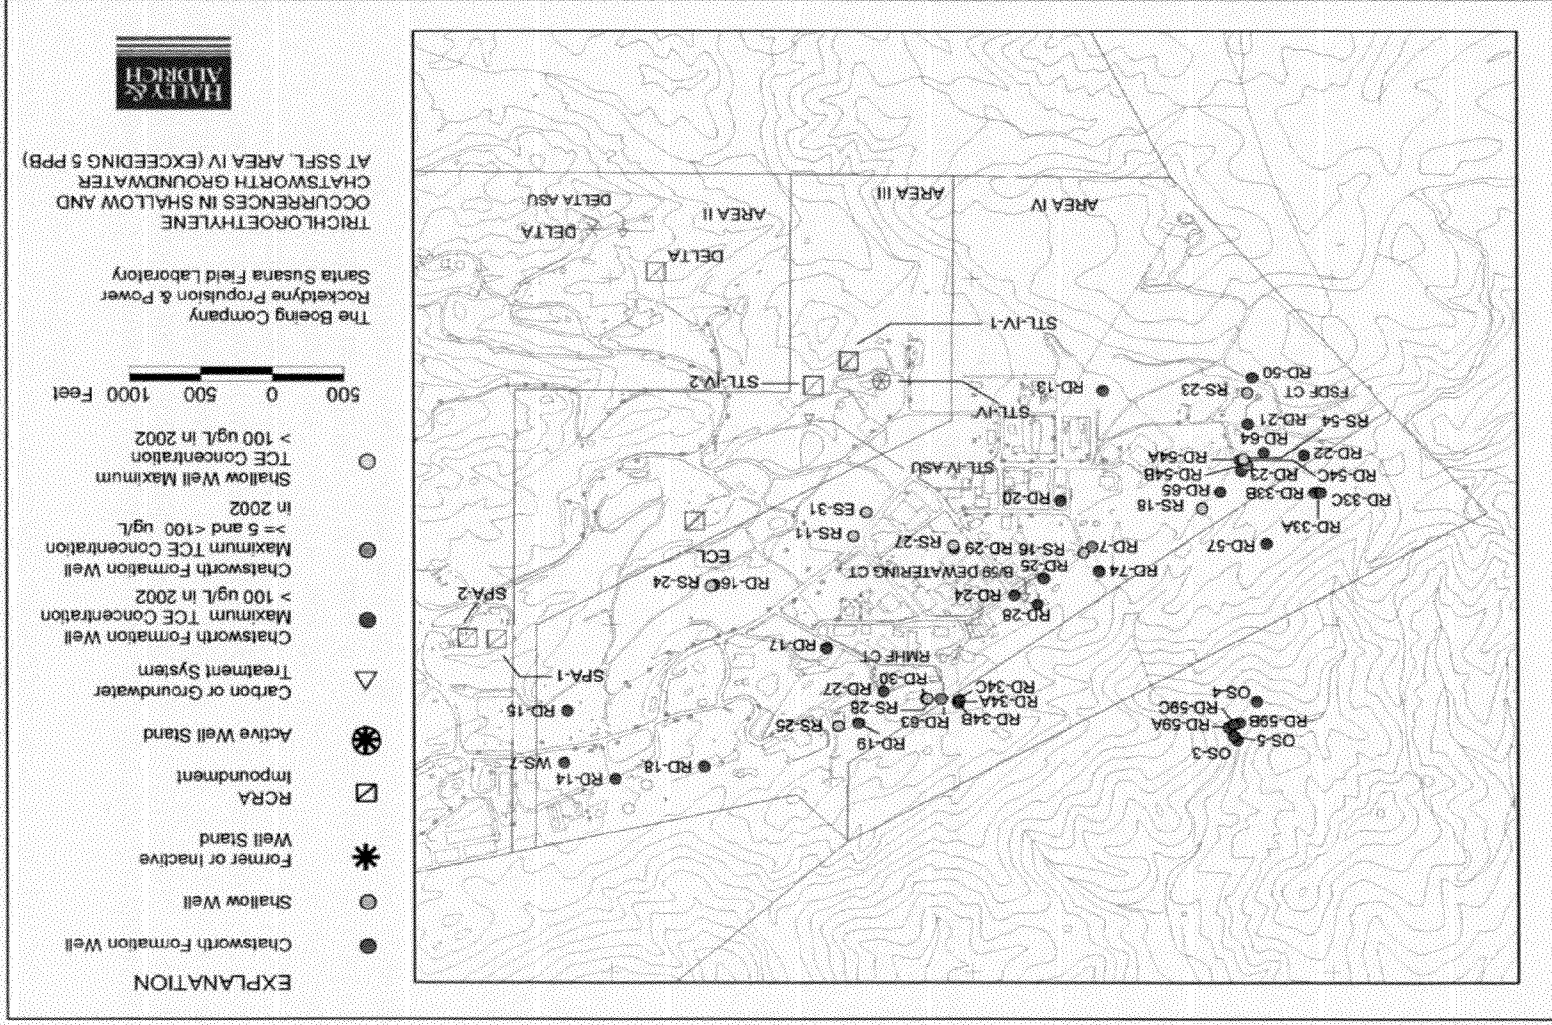 EXPLANATION
Chatsworth Formation Well
Shallow Well
Former or Inactive
Well Stand
RCRA
Impoundment
Active Well Stand
Carbon or Groundwater
Treatment System
Chatsworth Formation Well
Maximum TCE Concentration
> 100 ug/L in 2002
Chatsworth Formation Well
Maximum TCE Concentration
>= 5 and <100 ug/L
in 2002
Shallow Well Maximum
TCE Concentration
> 100 ug/L in 2002
500 0 500 1000 Feet
The Boeing Company
Rocketdyne Propulsion & Power
Santa Susana Field Laboratory
TRICHLOROETHYLENE
OCCURRENCES IN SHALLOW AND
CHATSWORTH GROUNDWATER
AT SSFL, AREA IV (EXCEEDING 5 PPB)
HALEY &
ALDRICH
RD-14
RD-18
WS-7
OS-3
OS-5
RD-19
RS-25
RD-59A
RD-59B
RD-63
RD-34B
RD-59C
RS-28
RD-34A
RD-15
OS-4
RD-27
RD-34C
RD-30
SPA-1
RMHF CT
RD-17
RD-28
RD-24
SPA-2
RD-16
RS-24
RD-74
RD-25
B/59 DEWATERING CT
ECL
RD-57
RD-7
RS-16
RD-29
RS-27
RS-11
RD-33A
ES-31
RS-18
RD-33C
RD-33B
RD-65
RD-20
RD-54C
RD-23
RD-54B
STL-IV ASU
RD-22
RD-54A
RD-64
RS-54
RD-21
STL-IV
FSDF CT
RS-23
RD-13
STL-IV-2
RD-50
STL-IV-1
DELTA
DELTA
AREA IV
AREA III
AREA II
DELTA ASU